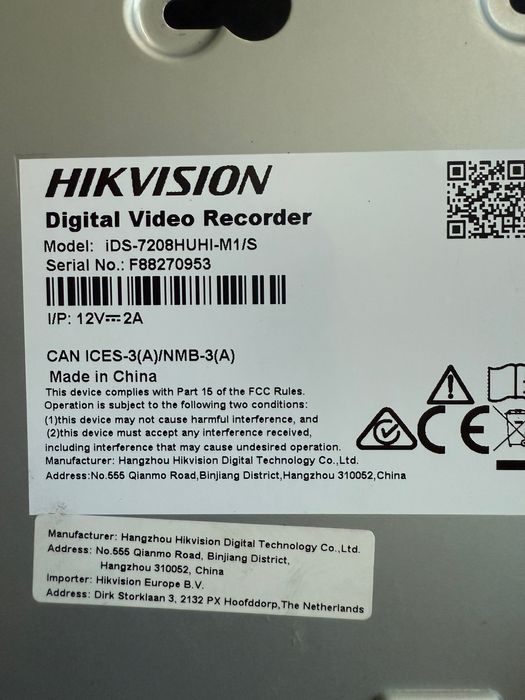 HIKVISION
Digital Video Recorder
Model: iDS-7208HUHI-M1/S
Serial No.: F88270953
I/P: 12V⎓2A
CAN ICES-3(A)/NMB-3(A)
Made in China
This device complies with Part 15 of the FCC Rules.
Operation is subject to the following two conditions:
(1)this device may not cause harmful interference, and
(2)this device must accept any interference received,
including interference that may cause undesired operation.
Manufacturer: Hangzhou Hikvision Digital Technology Co.,Ltd.
Address:No.555 Qianmo Road,Binjiang District,Hangzhou 310052,China
CE
Manufacturer: Hangzhou Hikvision Digital Technology Co.,Ltd.
Address: No.555 Qianmo Road, Binjiang District,
Hangzhou 310052, China
Importer: Hikvision Europe B.V.
Address: Dirk Storklaan 3, 2132 PX Hoofddorp,The Netherlands